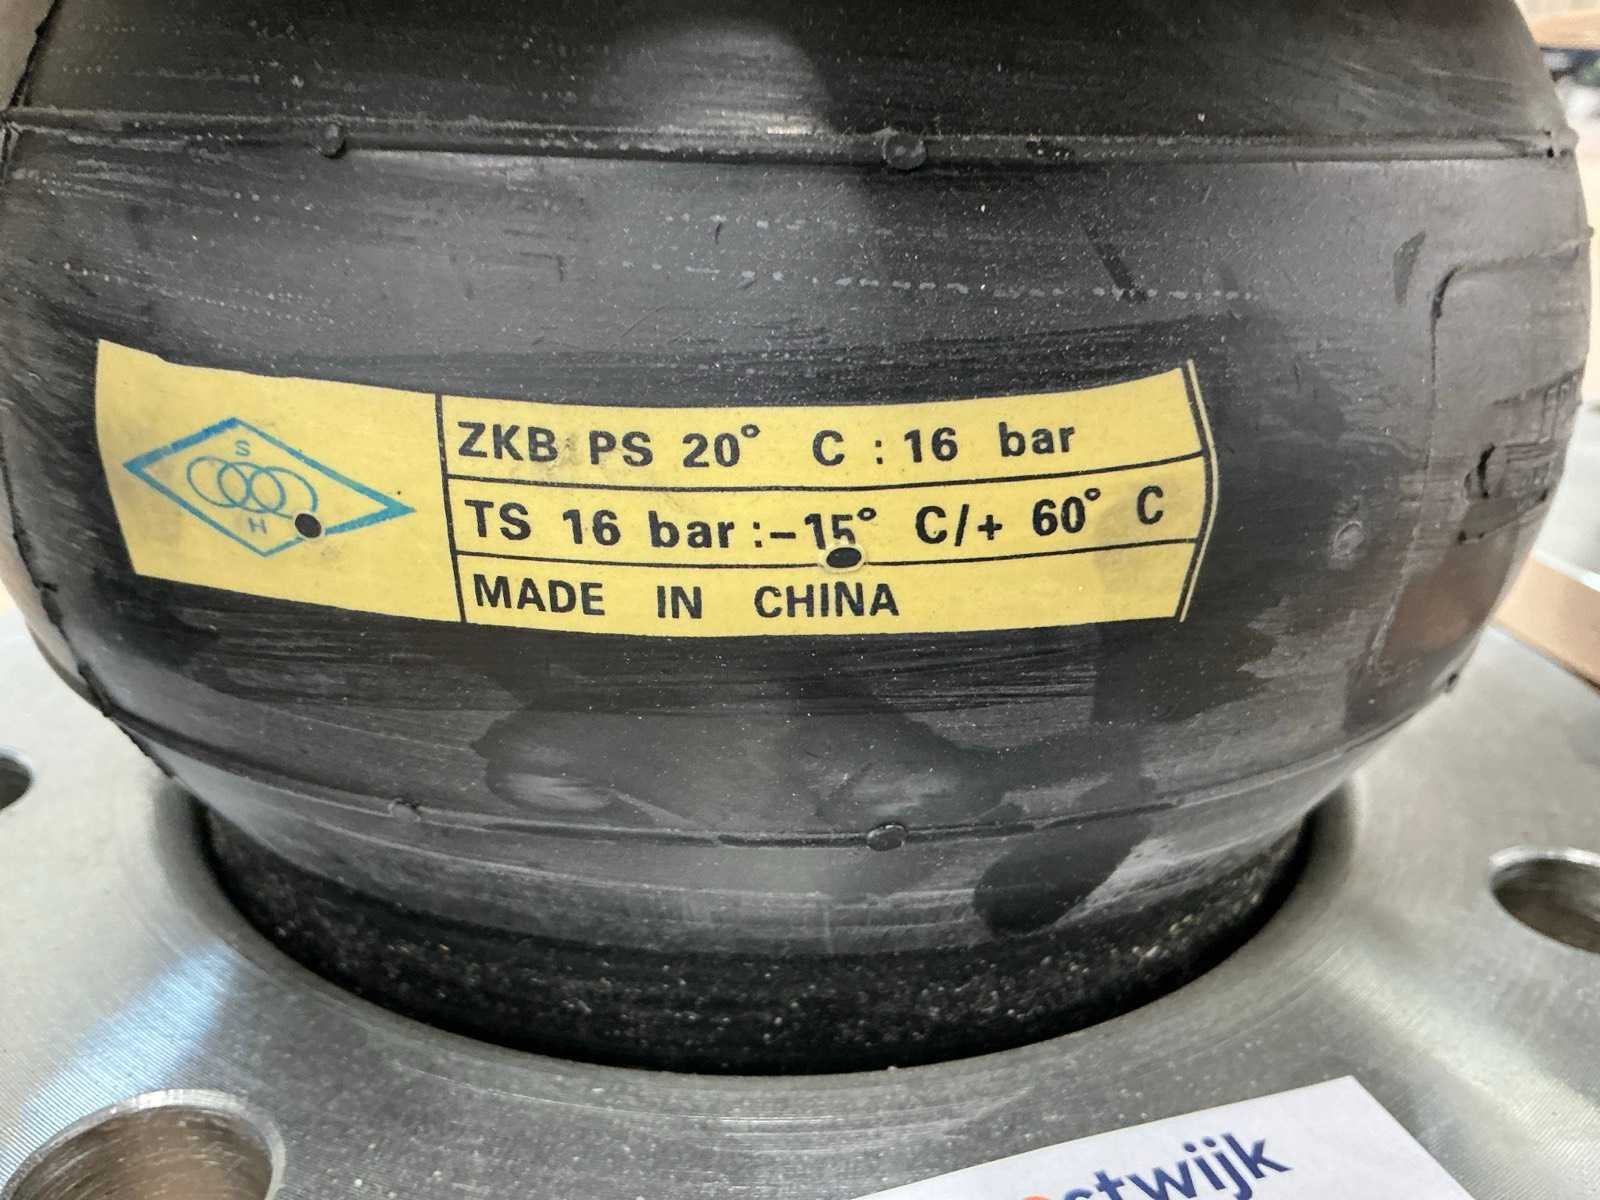 S
H
ZKB PS 20° C : 16 bar
TS 16 bar :-15° C/+ 60° C
MADE IN CHINA
stwijk